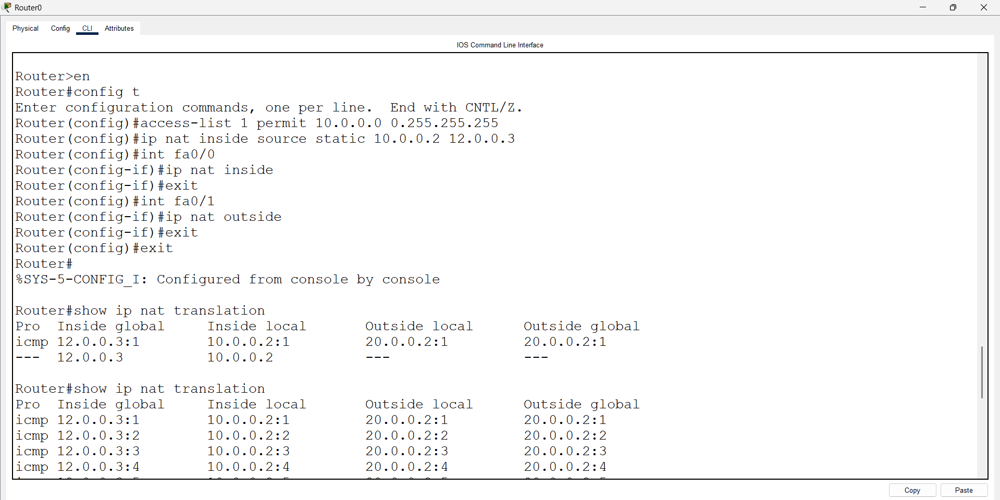 Router0
Physical Config CLI Attributes
IOS Command Line Interface
Router>en
Router#config t
Enter configuration commands, one per line.  End with CNTL/Z.
Router(config)#access-list 1 permit 10.0.0.0 0.255.255.255
Router(config)#ip nat inside source static 10.0.0.2 12.0.0.3
Router(config)#int fa0/0
Router(config-if)#ip nat inside
Router(config-if)#exit
Router(config)#int fa0/1
Router(config-if)#ip nat outside
Router(config-if)#exit
Router(config)#exit
Router#
%SYS-5-CONFIG_I: Configured from console by console
Router#show ip nat translation
Pro  Inside global     Inside local       Outside local      Outside global
icmp 12.0.0.3:1        10.0.0.2:1         20.0.0.2:1         20.0.0.2:1
---  12.0.0.3          10.0.0.2           ---                ---
Router#show ip nat translation
Pro  Inside global     Inside local       Outside local      Outside global
icmp 12.0.0.3:1        10.0.0.2:1         20.0.0.2:1         20.0.0.2:1
icmp 12.0.0.3:2        10.0.0.2:2         20.0.0.2:2         20.0.0.2:2
icmp 12.0.0.3:3        10.0.0.2:3         20.0.0.2:3         20.0.0.2:3
icmp 12.0.0.3:4        10.0.0.2:4         20.0.0.2:4         20.0.0.2:4
Copy Paste